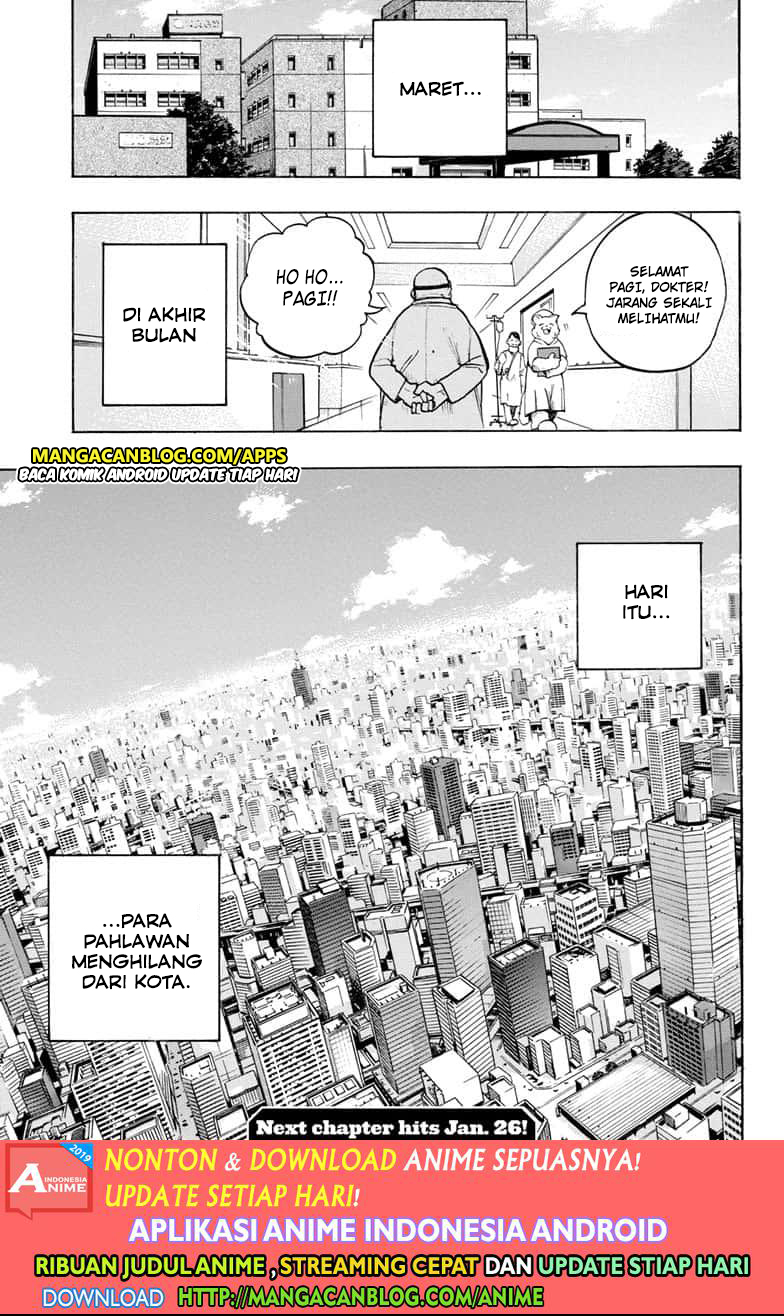 MARET...
DI AKHIR
BULAN
HO HO...
PAGI!!
SELAMAT
PAGI, DOKTER!
JARANG SEKALI
MELIHATMU!
MANGACANBLOG.COM/APPS
BACA KOMIK ANDROID UPDATE TIAP HARI
HARI
ITU...
...PARA
PAHLAWAN
MENGHILANG
DARI KOTA.
Next chapter hits Jan. 26!
2019
INDONESIA
ANIME
NONTON & DOWNLOAD ANIME SEPUASNYA!
UPDATE SETIAP HARI!
APLIKASI ANIME INDONESIA ANDROID
RIBUAN JUDUL ANIME , STREAMING CEPAT DAN UPDATE STIAP HARI
DOWNLOAD HTTP://MANGACANBLOG.COM/ANIME